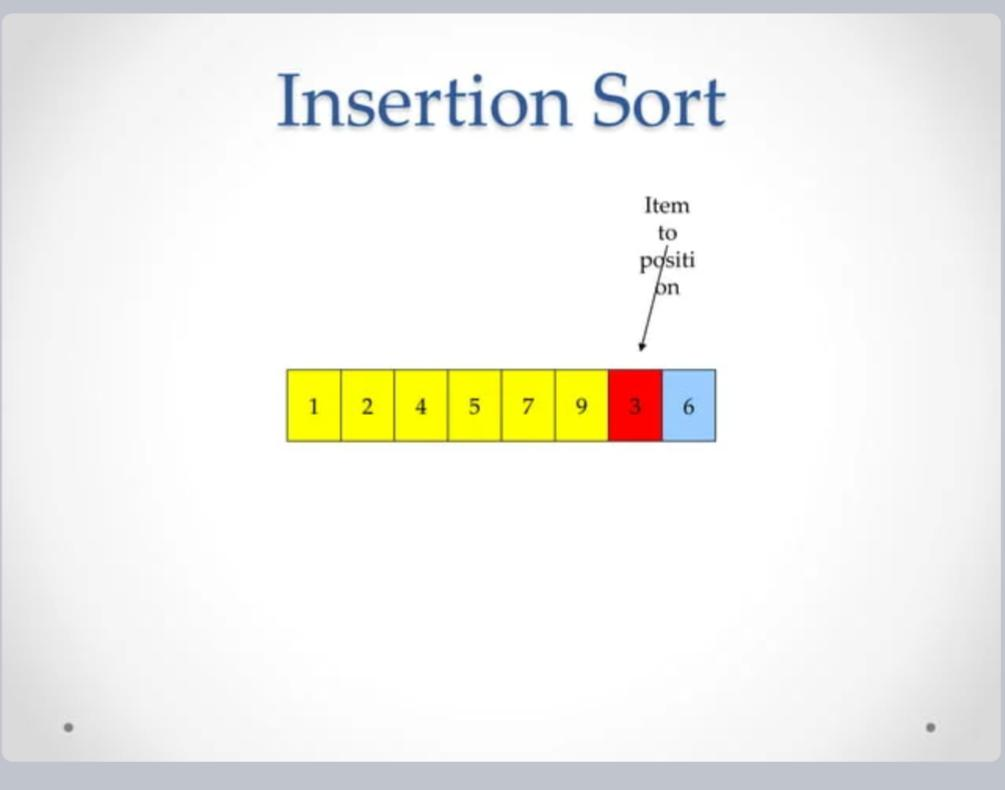 Insertion Sort
Item
to
positi
on
1 2 4 5 7 9 3 6